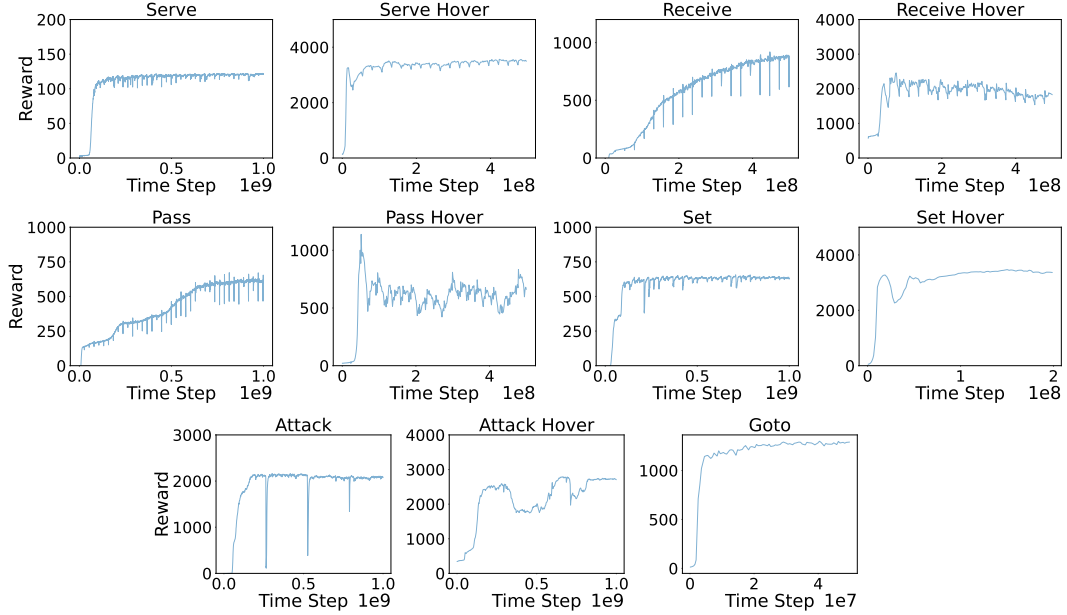 Serve
200
150
100
50
0
Reward
0.0 0.5 1.0
Time Step 1e9
Serve Hover
4000
2000
0
0 2 4
Time Step 1e8
Receive
1000
500
0
2 4
Time Step 1e8
Receive Hover
4000
3000
2000
1000
0
0 2 4
Time Step 1e8
Pass
1000
750
500
250
0
Reward
0.0 0.5 1.0
Time Step 1e9
Pass Hover
1000
500
0
0 2 4
Time Step 1e8
Set
1000
750
500
250
0
0.0 0.5 1.0
Time Step 1e9
Set Hover
4000
2000
0
0 1 2
Time Step 1e8
Attack
3000
2000
1000
0
Reward
0.0 0.5 1.0
Time Step 1e9
Attack Hover
4000
3000
2000
1000
0
0.0 0.5 1.0
Time Step 1e9
Goto
1000
500
0
0 2 4
Time Step 1e7